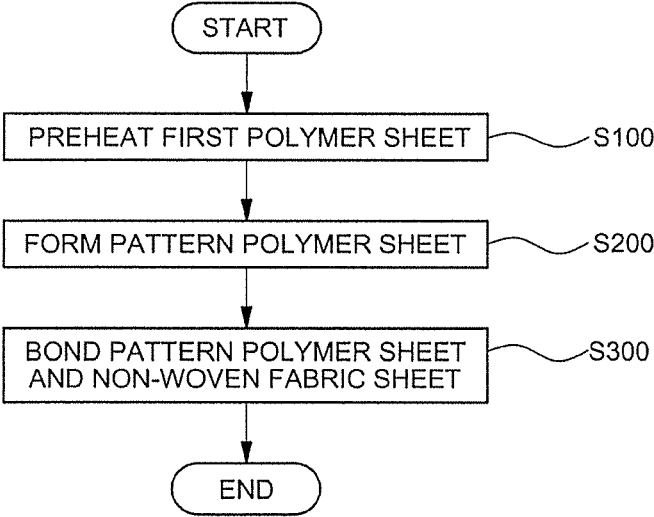 START
PREHEAT FIRST POLYMER SHEET
S100
FORM PATTERN POLYMER SHEET
S200
BOND PATTERN POLYMER SHEET
AND NON-WOVEN FABRIC SHEET
S300
END